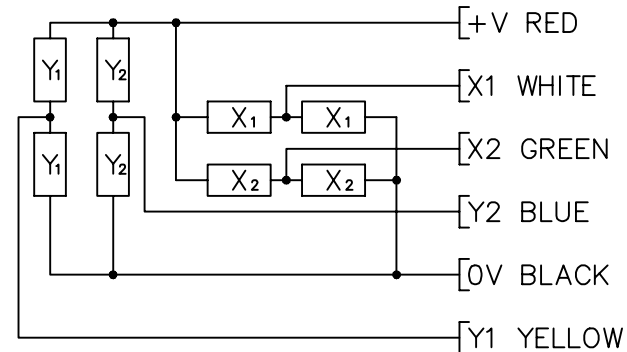 +V RED
Y1 Y2
X1 WHITE
X1 X1
X2 GREEN
Y1 Y2
X2 X2
Y2 BLUE
0V BLACK
Y1 YELLOW